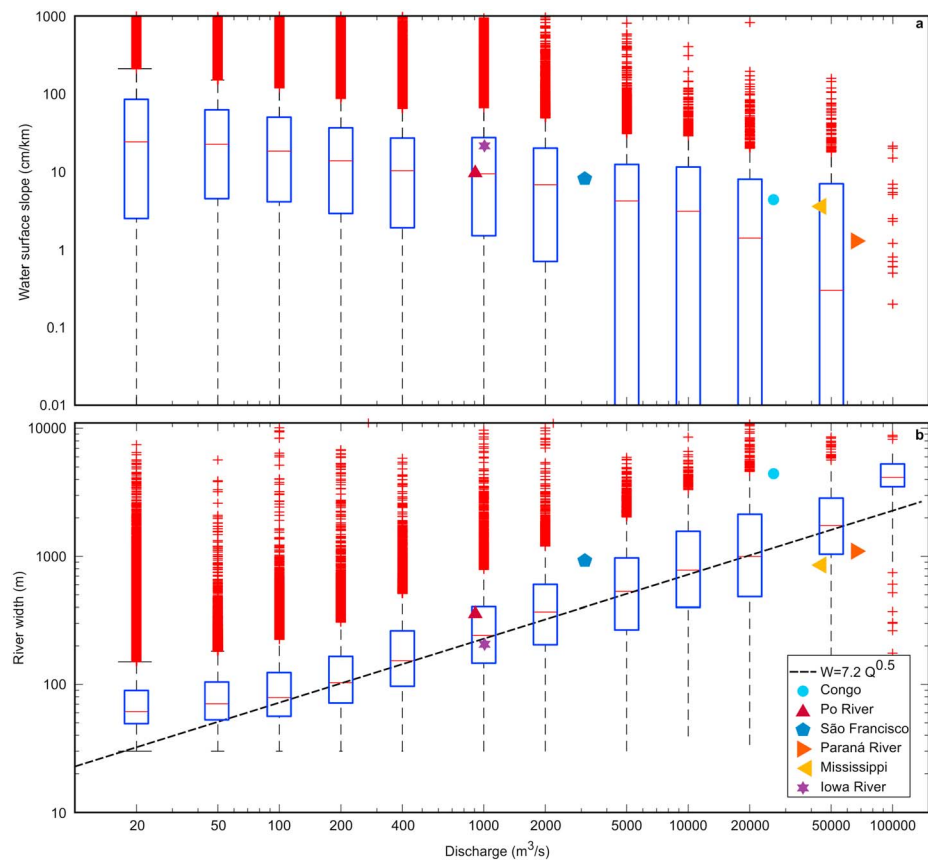 a
1000
100
10
1
0.1
0.01
Water surface slope (cm/km)
b
10000
1000
100
10
River width (m)
W=7.2 Q^0.5
Congo
Po River
São Francisco
Paraná River
Mississippi
Iowa River
20 50 100 200 400 1000 2000 5000 10000 20000 50000 100000
Discharge (m³/s)